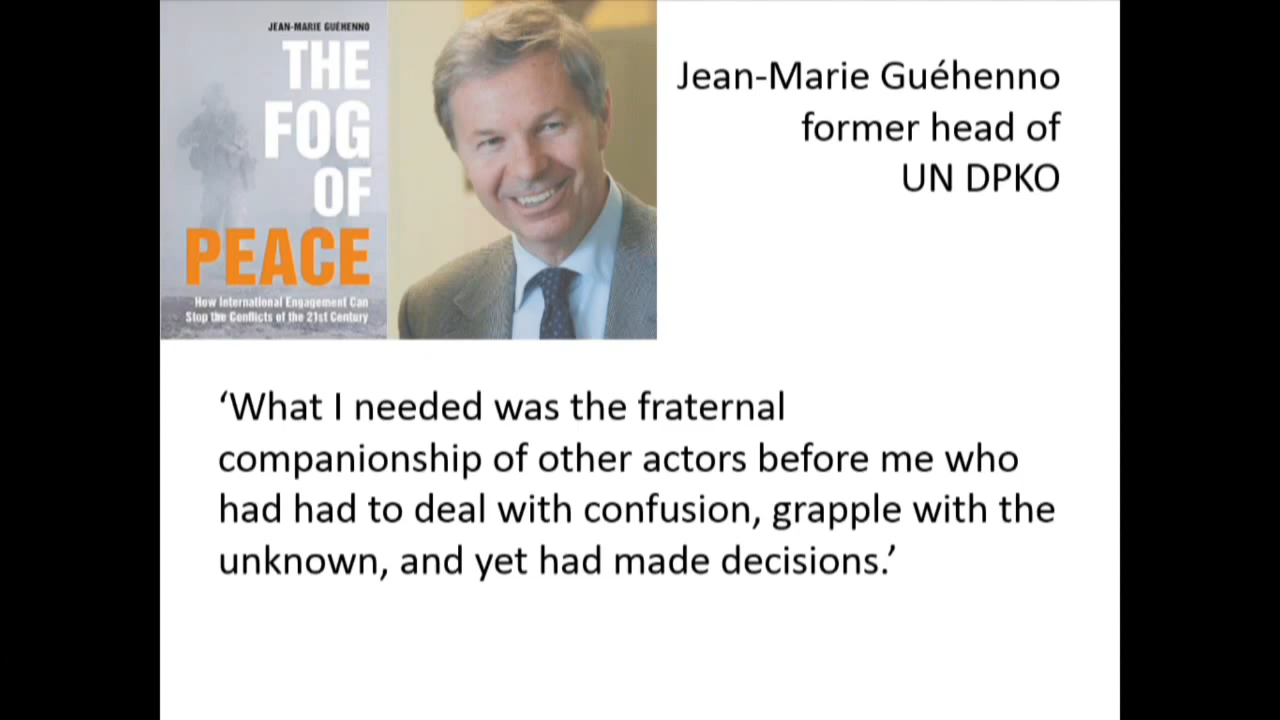 JEAN-MARIE GUÉHENNO
THE
FOG
OF
PEACE
How International Engagement Can
Stop the Conflicts of the 21st Century
Jean-Marie Guéhenno
former head of
UN DPKO
‘What I needed was the fraternal
companionship of other actors before me who
had had to deal with confusion, grapple with the
unknown, and yet had made decisions.’